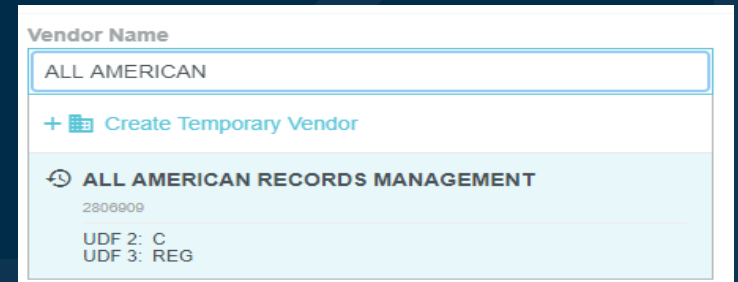 Vendor Name
ALL AMERICAN
+ Create Temporary Vendor
ALL AMERICAN RECORDS MANAGEMENT
2806909
UDF 2: C
UDF 3: REG